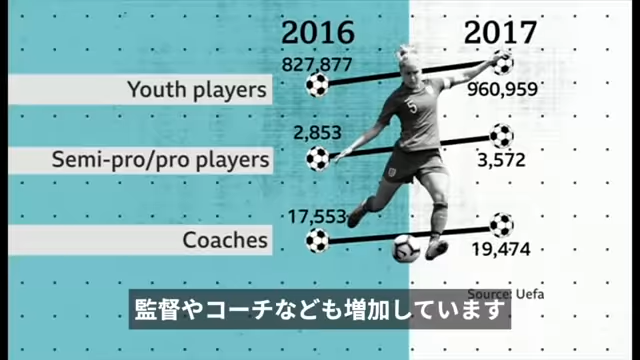 2016 2017
827,877
Youth players
960,959
2,853
Semi-pro/pro players
3,572
17,553
Coaches
19,474
5
Source: Uefa
監督やコーチなども増加しています